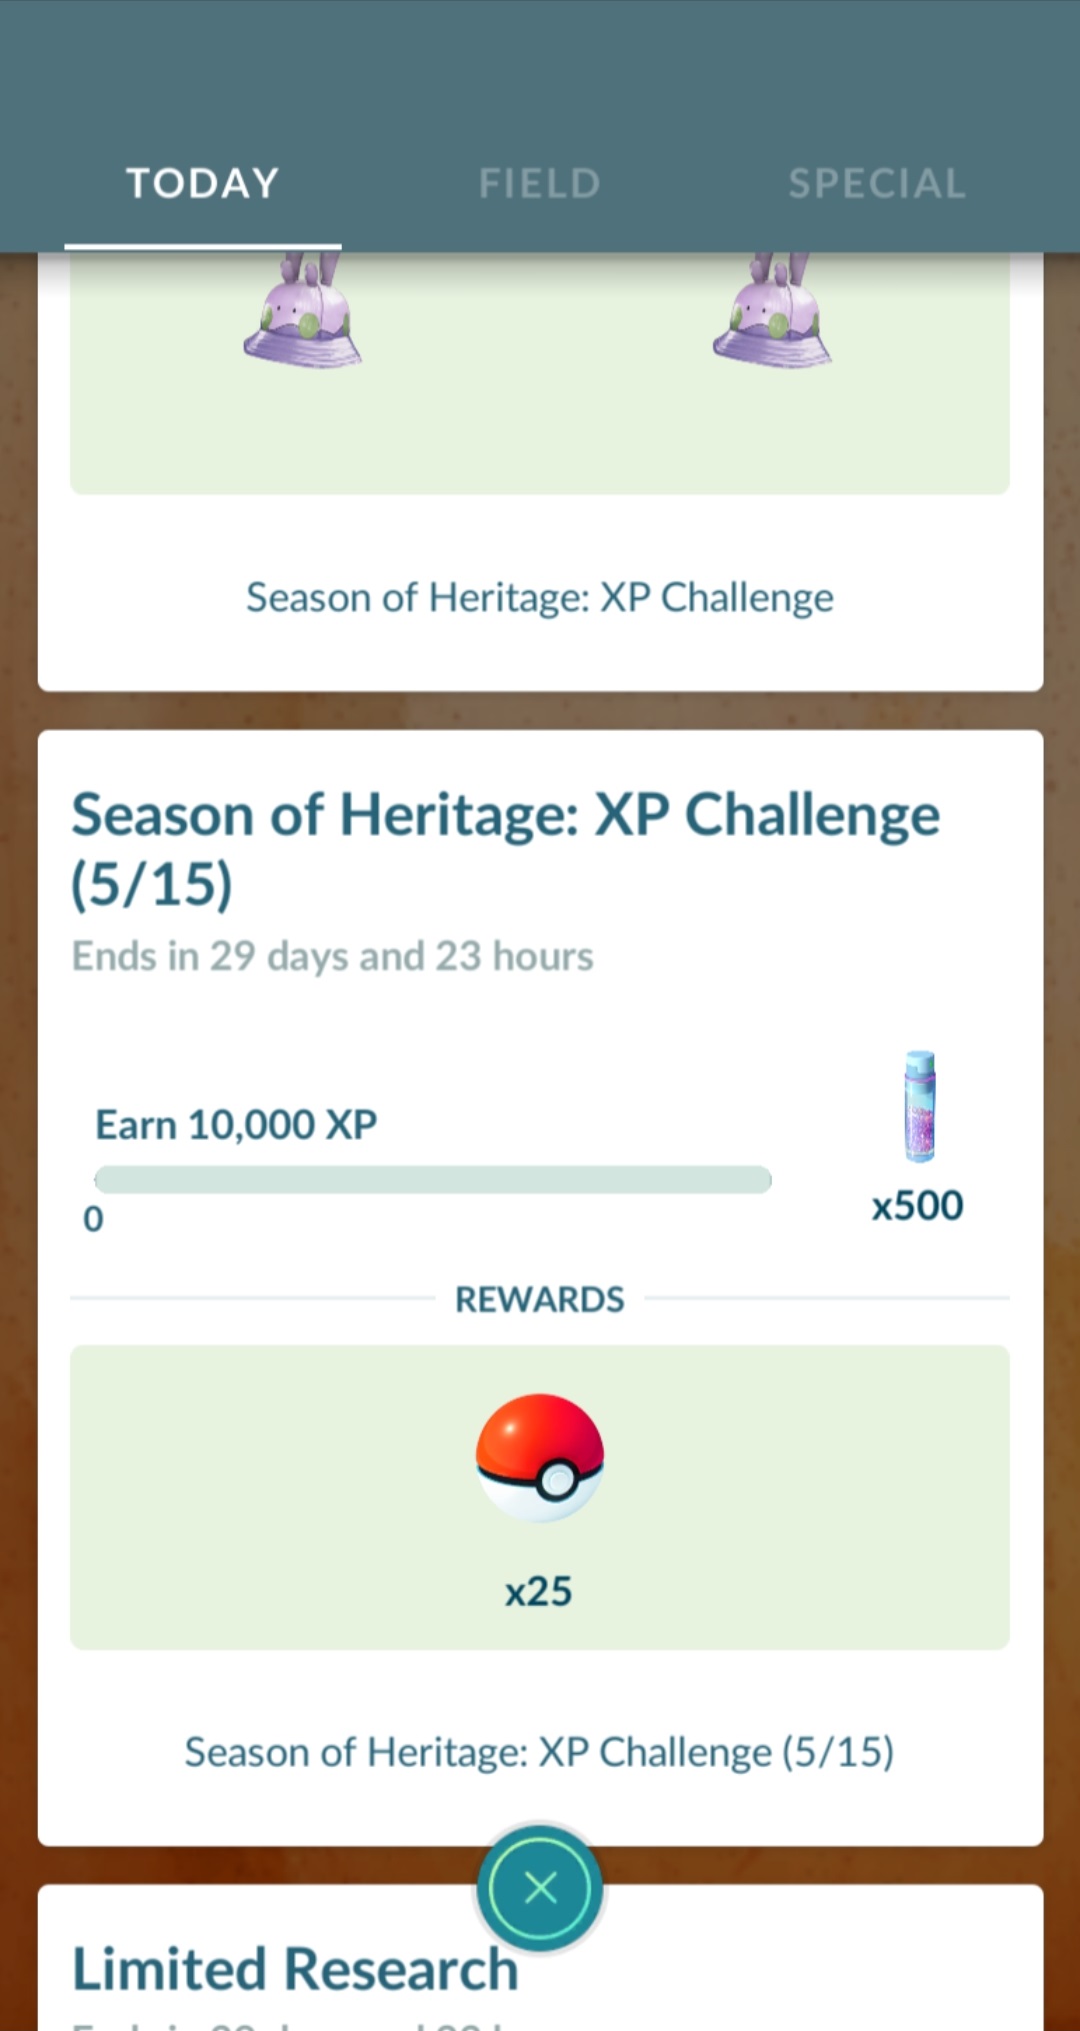 TODAY
FIELD
SPECIAL
Season of Heritage: XP Challenge
Season of Heritage: XP Challenge
(5/15)
Ends in 29 days and 23 hours
Earn 10,000 XP
0
x500
REWARDS
x25
Season of Heritage: XP Challenge (5/15)
Limited Research